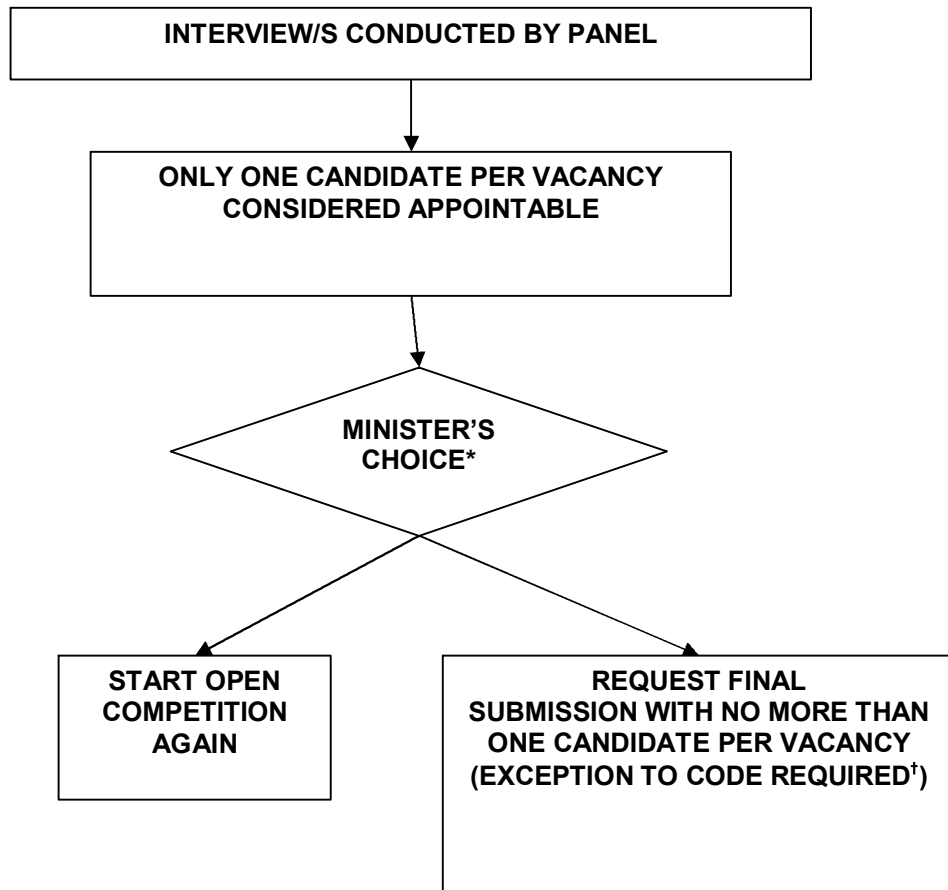 INTERVIEW/S CONDUCTED BY PANEL
ONLY ONE CANDIDATE PER VACANCY
CONSIDERED APPOINTABLE
MINISTER’S
CHOICE*
START OPEN
COMPETITION
AGAIN
REQUEST FINAL
SUBMISSION WITH NO MORE THAN
ONE CANDIDATE PER VACANCY
(EXCEPTION TO CODE REQUIRED†)